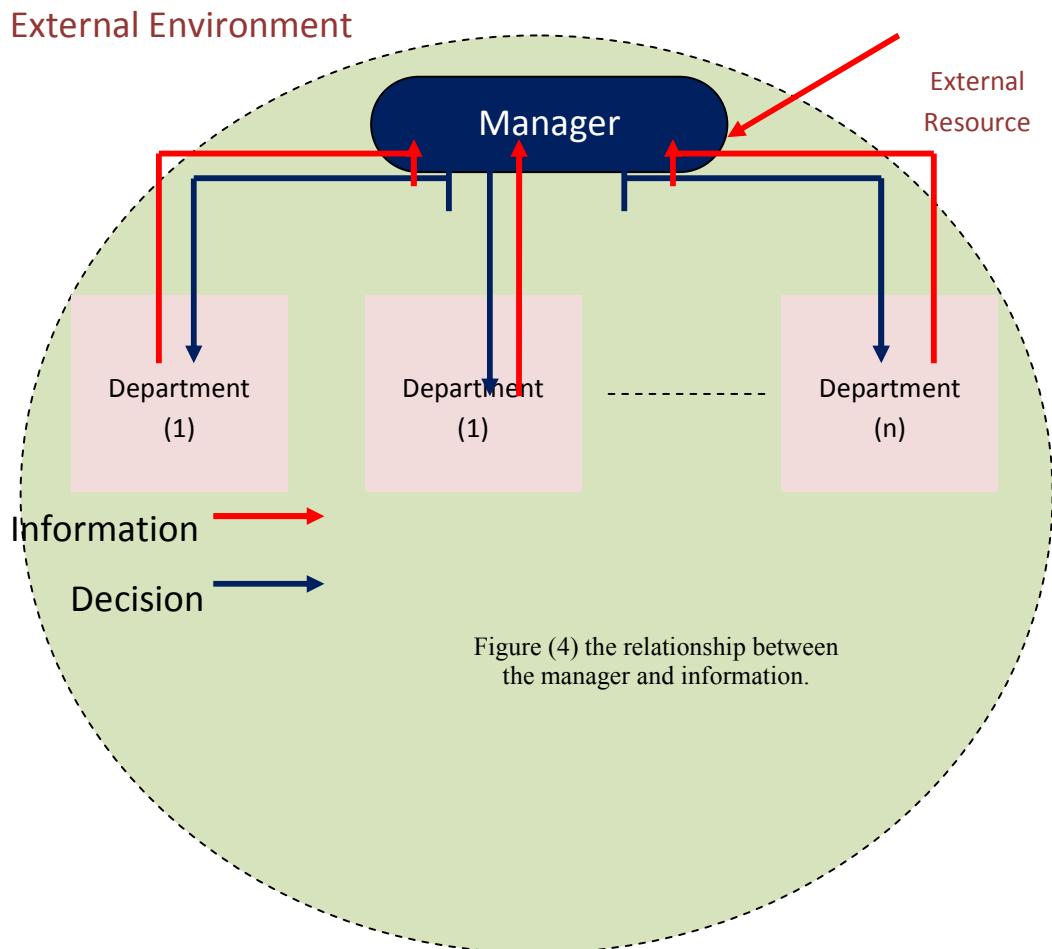 External Environment
External
Resource
Manager
Department
(1)
Department
(1)
Department
(n)
Information
Decision
Figure (4) the relationship between
the manager and information.